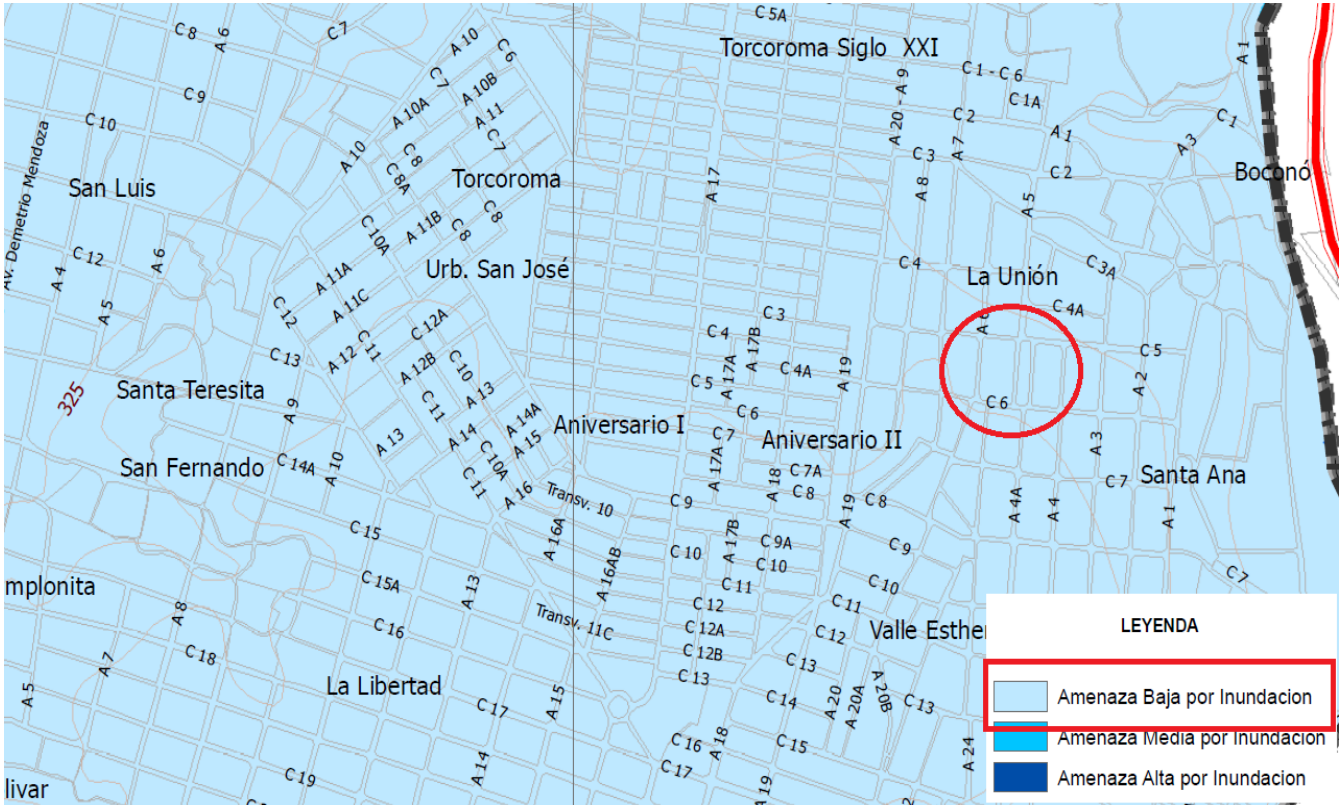 C 5A
C 7
C 8
A 6
A 10
C 6
Torcoroma Siglo XXI
A 1
C 7
A 10B
C 1 - C 6
A 20 - A 9
C 9
A 10A
A 11
C 1A
C 10
C 2
C 1
A 1
A 3
C 7
A 7
A 10
C 8
C 3
Av. Demetrio Mendoza
San Luis
C 8A
Torcoroma
A 17
A 8
C 2
Boconó
A 5
C 8
C 10A
A 11B
C 8
C 12
A 6
A 4
A 11A
Urb. San José
C 4
La Unión
C 3A
A 5
C 12
A 11C
C 12A
C 3
C 4A
A 6
C 4
A 17B
C 13
A 12
C 11
A 12B
C 10
C 5
A 17A
C 4A
A 19
C 5
A 2
325
Santa Teresita
A 13
C 6
C 6
A 9
C 11
A 14A
Aniversario I
Aniversario II
A 13
A 14
A 15
C 7
A 3
San Fernando
C 14A
A 10
C 10A
C 11
A 17A
A 18
C 7A
C 7
Santa Ana
A 16
Transv. 10
C 9
C 8
A 19
C 8
A 4A
A 4
A 1
C 15
A 16A
A 17B
C 9A
C 9
C 10
C 10
C 7
mplonita
C 15A
A 13
A 16AB
C 11
C 10
A 8
C 12
C 11
C 16
Transv. 11C
C 12A
C 12
Valle Esther
C 18
C 12B
A 7
C 13
C 13
A 5
La Libertad
C 17
A 15
C 14
A 20
A 20A
A 20B
C 13
C 16
A 18
C 15
A 24
C 19
A 14
C 17
A 19
livar
LEYENDA
Amenaza Baja por Inundacion
Amenaza Media por Inundacion
Amenaza Alta por Inundacion